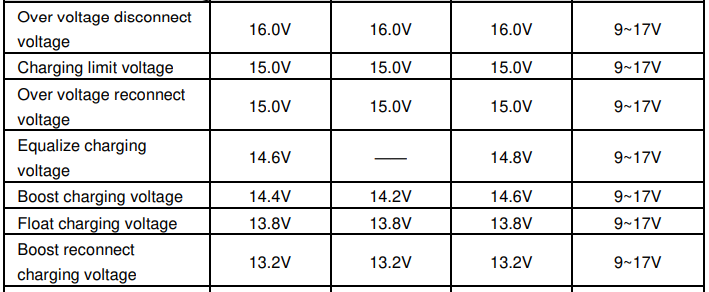 Over voltage disconnect
voltage
16.0V 16.0V 16.0V 9~17V
Charging limit voltage 15.0V 15.0V 15.0V 9~17V
Over voltage reconnect
voltage
15.0V 15.0V 15.0V 9~17V
Equalize charging
voltage
14.6V —— 14.8V 9~17V
Boost charging voltage 14.4V 14.2V 14.6V 9~17V
Float charging voltage 13.8V 13.8V 13.8V 9~17V
Boost reconnect
charging voltage
13.2V 13.2V 13.2V 9~17V